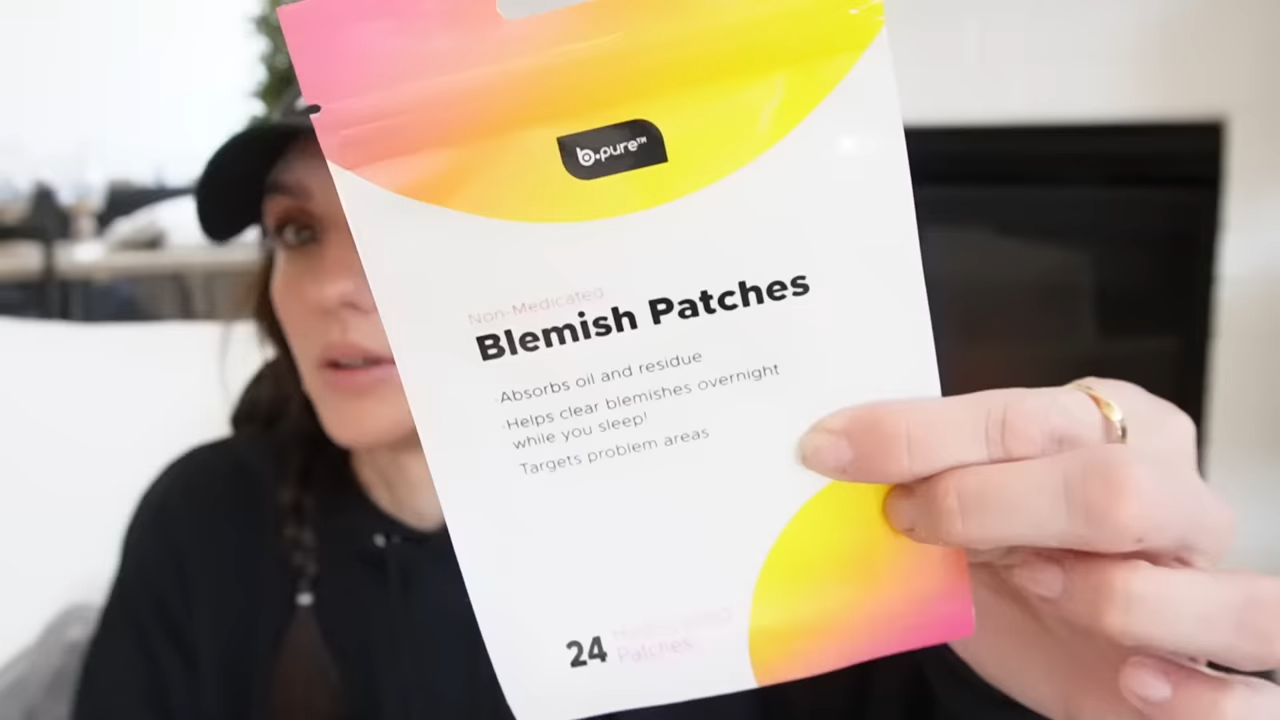 b.pure™
Non-Medicated
Blemish Patches
·Absorbs oil and residue
·Helps clear blemishes overnight
while you sleep!
Targets problem areas
24
Patches